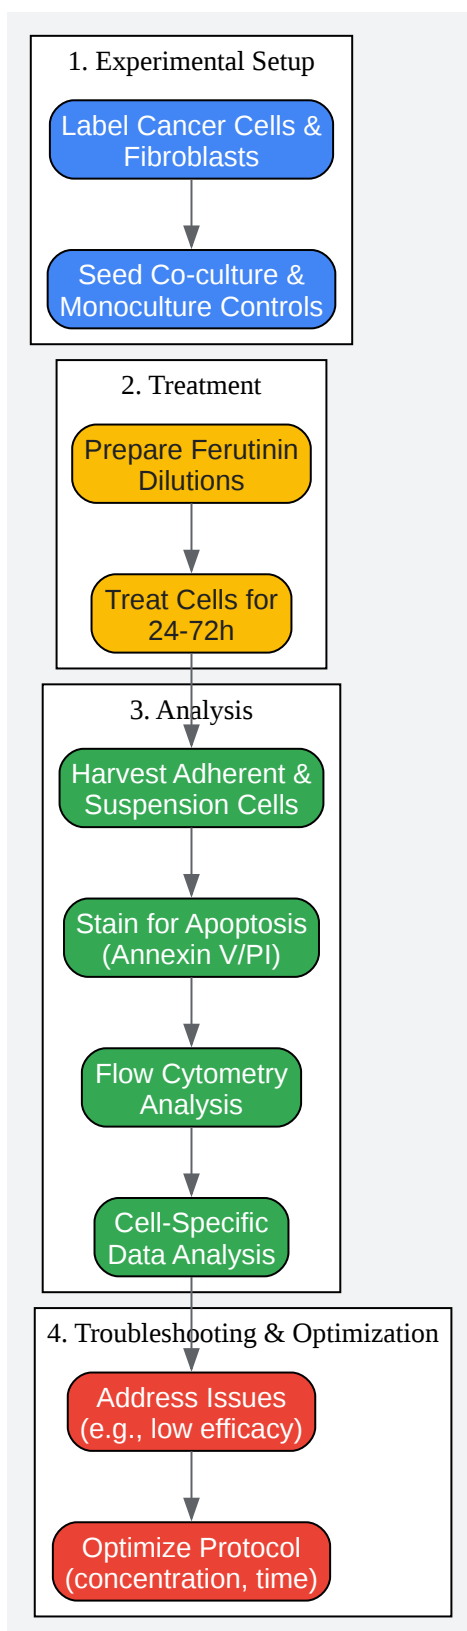 1. Experimental Setup
Label Cancer Cells &
Fibroblasts
Seed Co-culture &
Monoculture Controls
2. Treatment
Prepare Ferutinin
Dilutions
Treat Cells for
24-72h
3. Analysis
Harvest Adherent &
Suspension Cells
Stain for Apoptosis
(Annexin V/PI)
Flow Cytometry
Analysis
Cell-Specific
Data Analysis
4. Troubleshooting & Optimization
Address Issues
(e.g., low efficacy)
Optimize Protocol
(concentration, time)